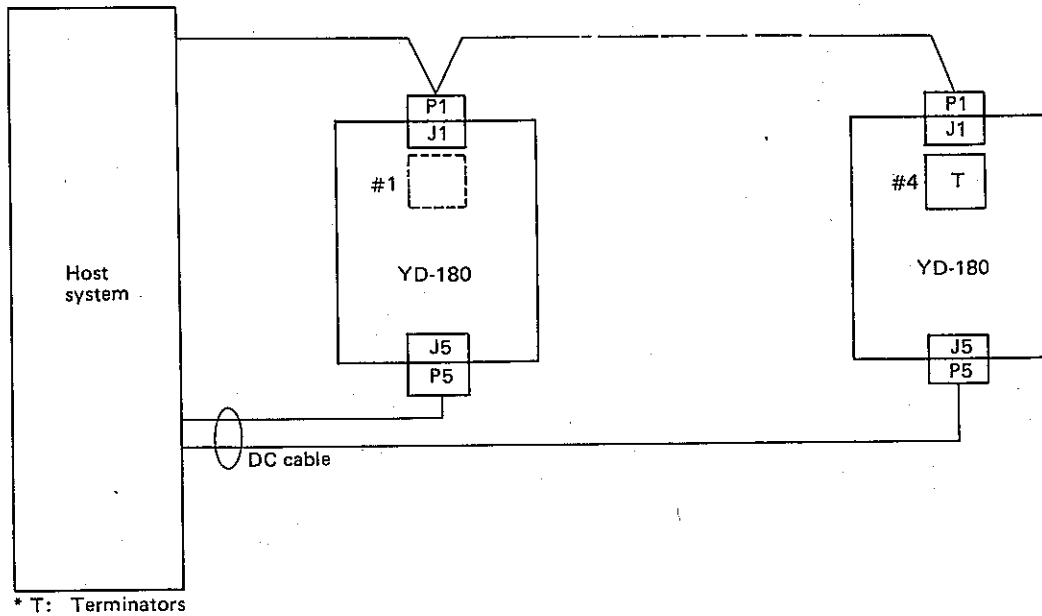 P1
J1
#1
YD-180
J5
P5
P1
J1
#4
T
YD-180
J5
P5
Host
system
DC cable
* T: Terminators